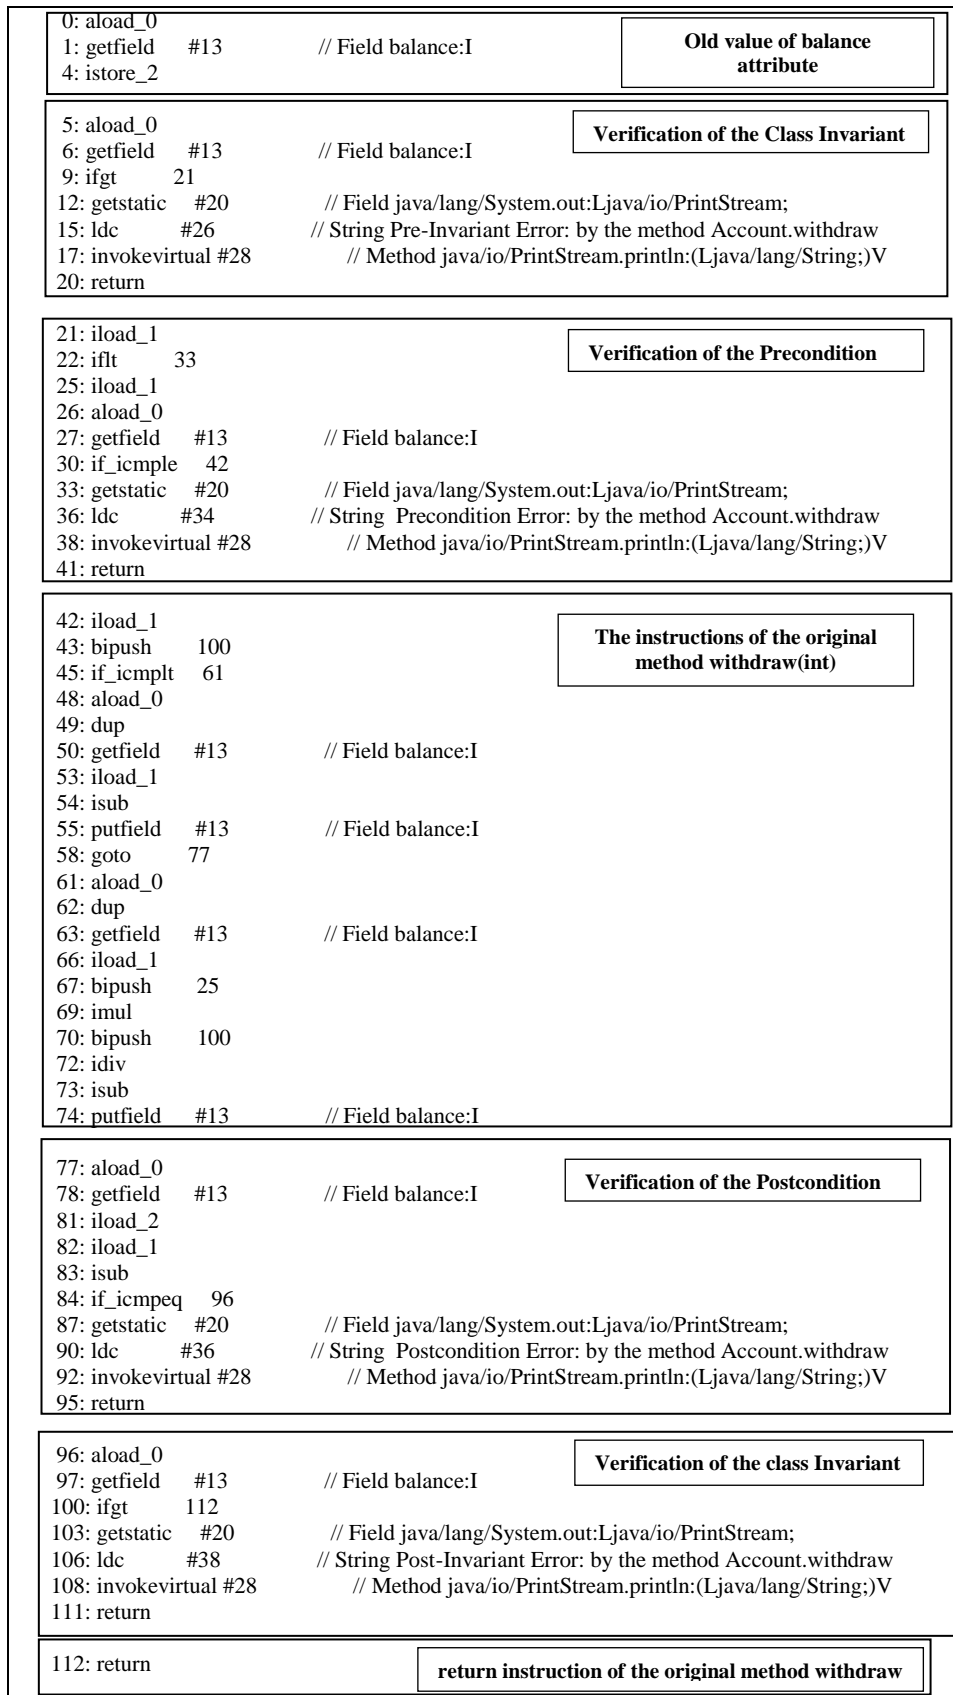 0: aload_0
1: getfield #13 // Field balance:I
4: istore_2
Old value of balance
attribute
5: aload_0
6: getfield #13 // Field balance:I
9: ifgt 21
12: getstatic #20 // Field java/lang/System.out:Ljava/io/PrintStream;
15: ldc #26 // String Pre-Invariant Error: by the method Account.withdraw
17: invokevirtual #28 // Method java/io/PrintStream.println:(Ljava/lang/String;)V
20: return
Verification of the Class Invariant
21: iload_1
22: iflt 33
25: iload_1
26: aload_0
27: getfield #13 // Field balance:I
30: if_icmple 42
33: getstatic #20 // Field java/lang/System.out:Ljava/io/PrintStream;
36: ldc #34 // String Precondition Error: by the method Account.withdraw
38: invokevirtual #28 // Method java/io/PrintStream.println:(Ljava/lang/String;)V
41: return
Verification of the Precondition
42: iload_1
43: bipush 100
45: if_icmplt 61
48: aload_0
49: dup
50: getfield #13 // Field balance:I
53: iload_1
54: isub
55: putfield #13 // Field balance:I
58: goto 77
61: aload_0
62: dup
63: getfield #13 // Field balance:I
66: iload_1
67: bipush 25
69: imul
70: bipush 100
72: idiv
73: isub
74: putfield #13 // Field balance:I
The instructions of the original
method withdraw(int)
77: aload_0
78: getfield #13 // Field balance:I
81: iload_2
82: iload_1
83: isub
84: if_icmpeq 96
87: getstatic #20 // Field java/lang/System.out:Ljava/io/PrintStream;
90: ldc #36 // String Postcondition Error: by the method Account.withdraw
92: invokevirtual #28 // Method java/io/PrintStream.println:(Ljava/lang/String;)V
95: return
Verification of the Postcondition
96: aload_0
97: getfield #13 // Field balance:I
100: ifgt 112
103: getstatic #20 // Field java/lang/System.out:Ljava/io/PrintStream;
106: ldc #38 // String Post-Invariant Error: by the method Account.withdraw
108: invokevirtual #28 // Method java/io/PrintStream.println:(Ljava/lang/String;)V
111: return
Verification of the class Invariant
112: return
return instruction of the original method withdraw